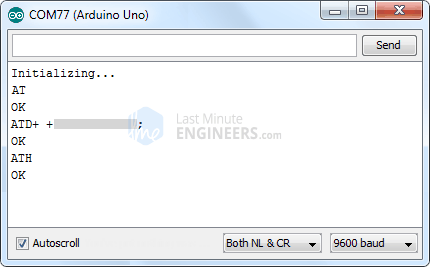 COM77 (Arduino Uno)
Send
Initializing...
AT
OK
ATD+ + ;
Last Minute
ENGINEERS.com
OK
ATH
OK
Autoscroll
Both NL & CR
9600 baud